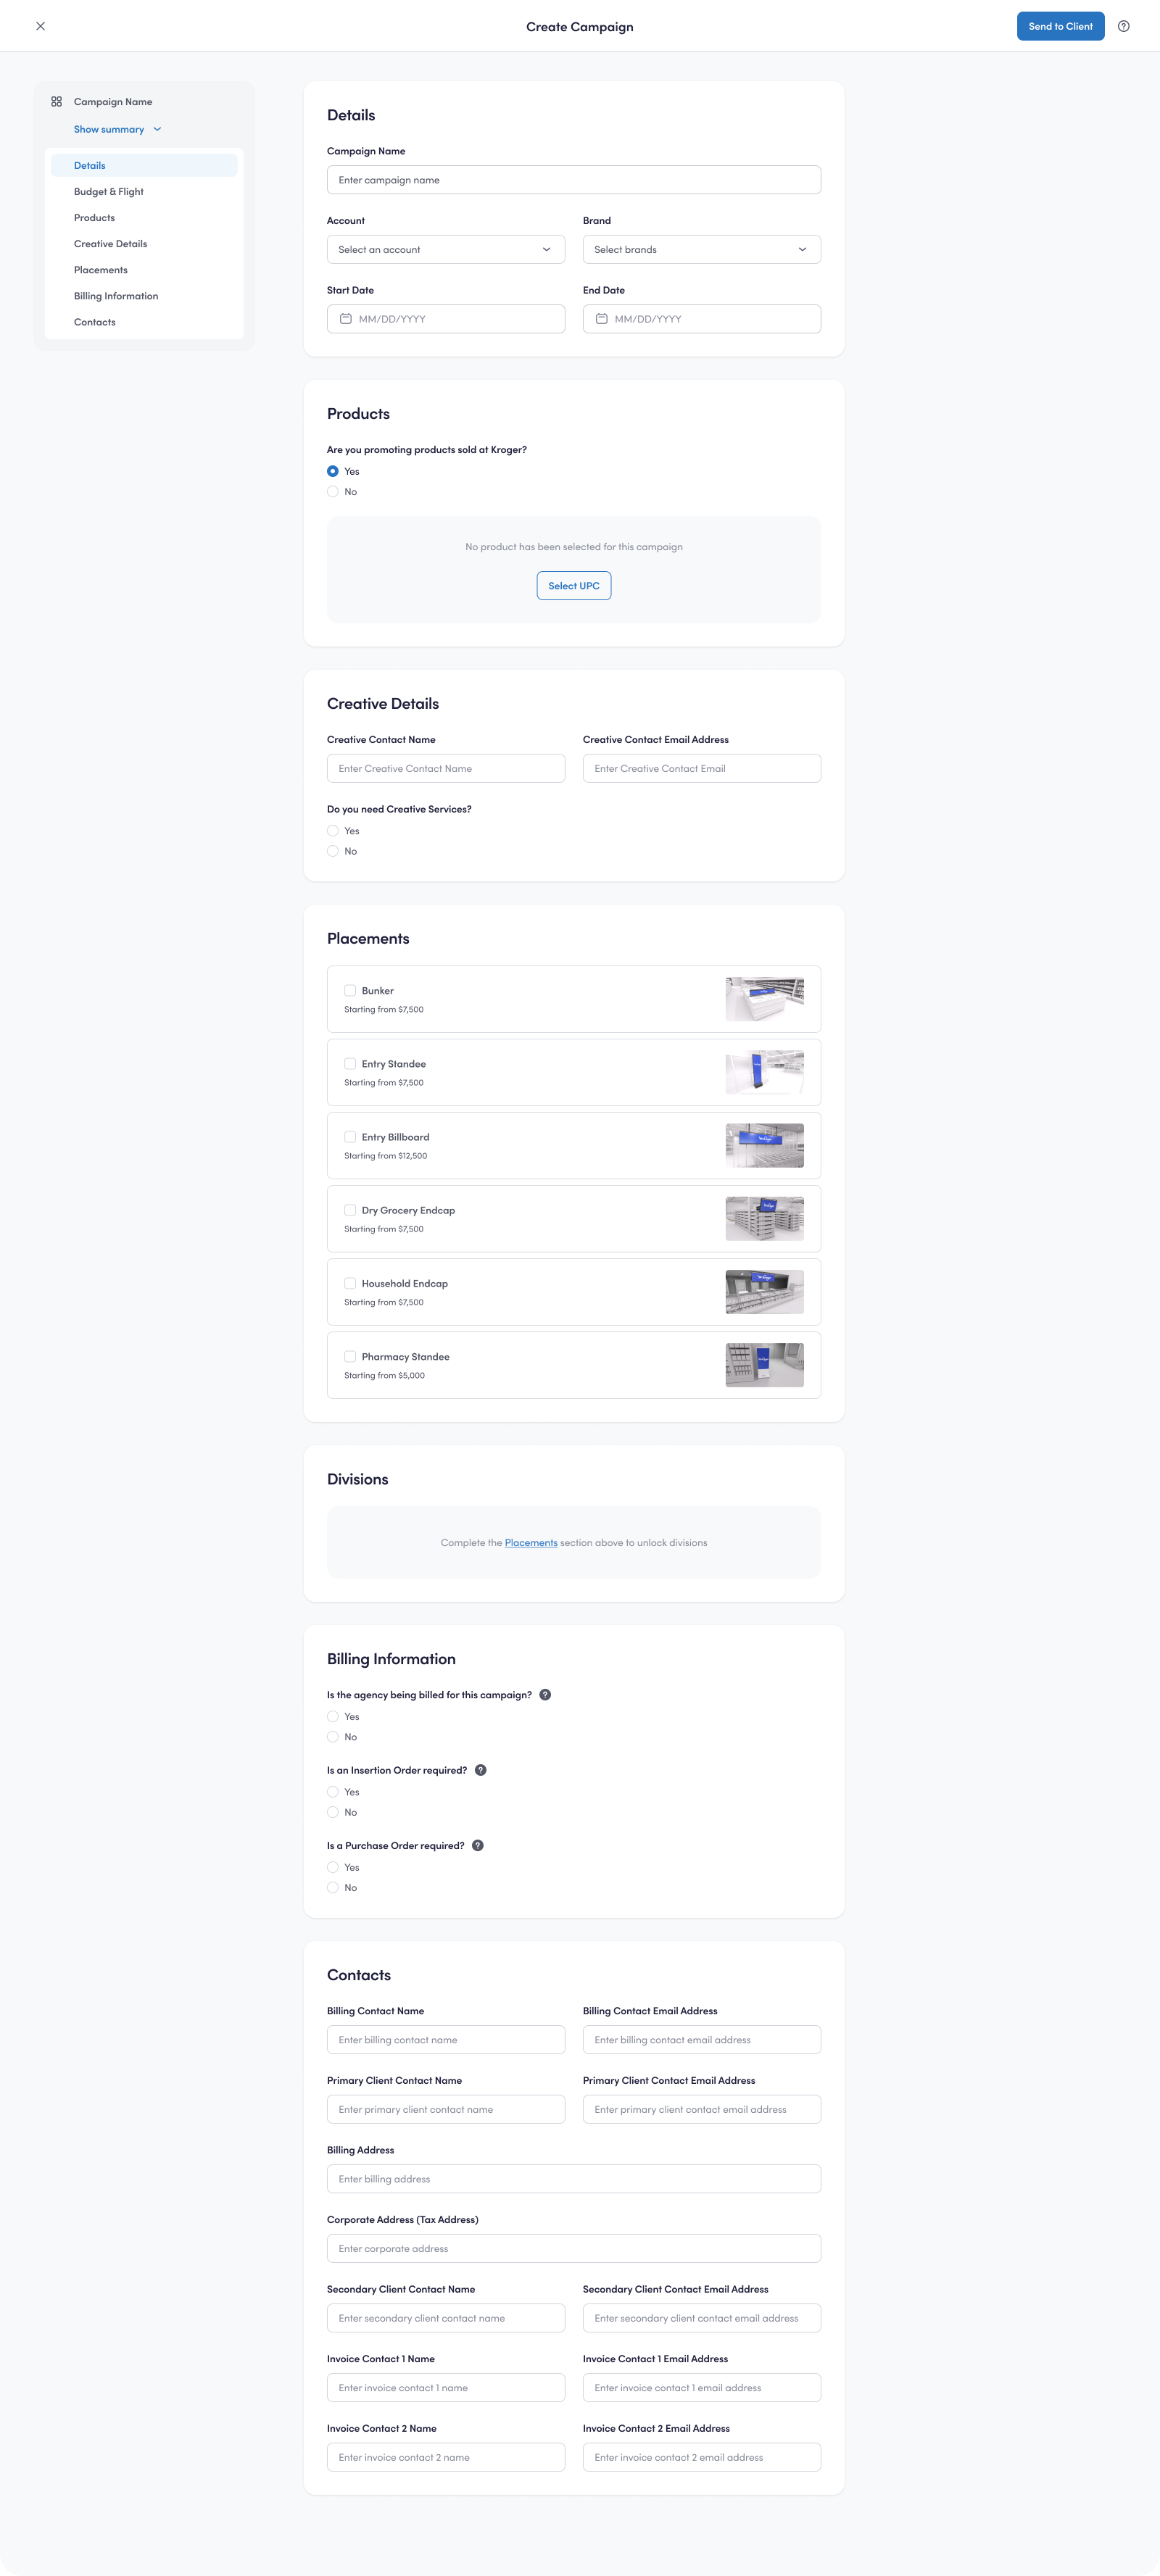 Create Campaign
Send to Client
Campaign Name
Show summary
Details
Budget & Flight
Products
Creative Details
Placements
Billing Information
Contacts
Details
Campaign Name
Enter campaign name
Account
Brand
Select an account
Select brands
Start Date
End Date
MM/DD/YYYY
MM/DD/YYYY
Products
Are you promoting products sold at Kroger?
Yes
No
No product has been selected for this campaign
Select UPC
Creative Details
Creative Contact Name
Creative Contact Email Address
Enter Creative Contact Name
Enter Creative Contact Email
Do you need Creative Services?
Yes
No
Placements
Bunker
Starting from $7,500
Entry Standee
Starting from $7,500
Entry Billboard
Starting from $12,500
Dry Grocery Endcap
Starting from $7,500
Household Endcap
Starting from $7,500
Pharmacy Standee
Starting from $5,000
Divisions
Complete the Placements section above to unlock divisions
Billing Information
Is the agency being billed for this campaign?
Yes
No
Is an Insertion Order required?
Yes
No
Is a Purchase Order required?
Yes
No
Contacts
Billing Contact Name
Billing Contact Email Address
Enter billing contact name
Enter billing contact email address
Primary Client Contact Name
Primary Client Contact Email Address
Enter primary client contact name
Enter primary client contact email address
Billing Address
Enter billing address
Corporate Address (Tax Address)
Enter corporate address
Secondary Client Contact Name
Secondary Client Contact Email Address
Enter secondary client contact name
Enter secondary client contact email address
Invoice Contact 1 Name
Invoice Contact 1 Email Address
Enter invoice contact 1 name
Enter invoice contact 1 email address
Invoice Contact 2 Name
Invoice Contact 2 Email Address
Enter invoice contact 2 name
Enter invoice contact 2 email address